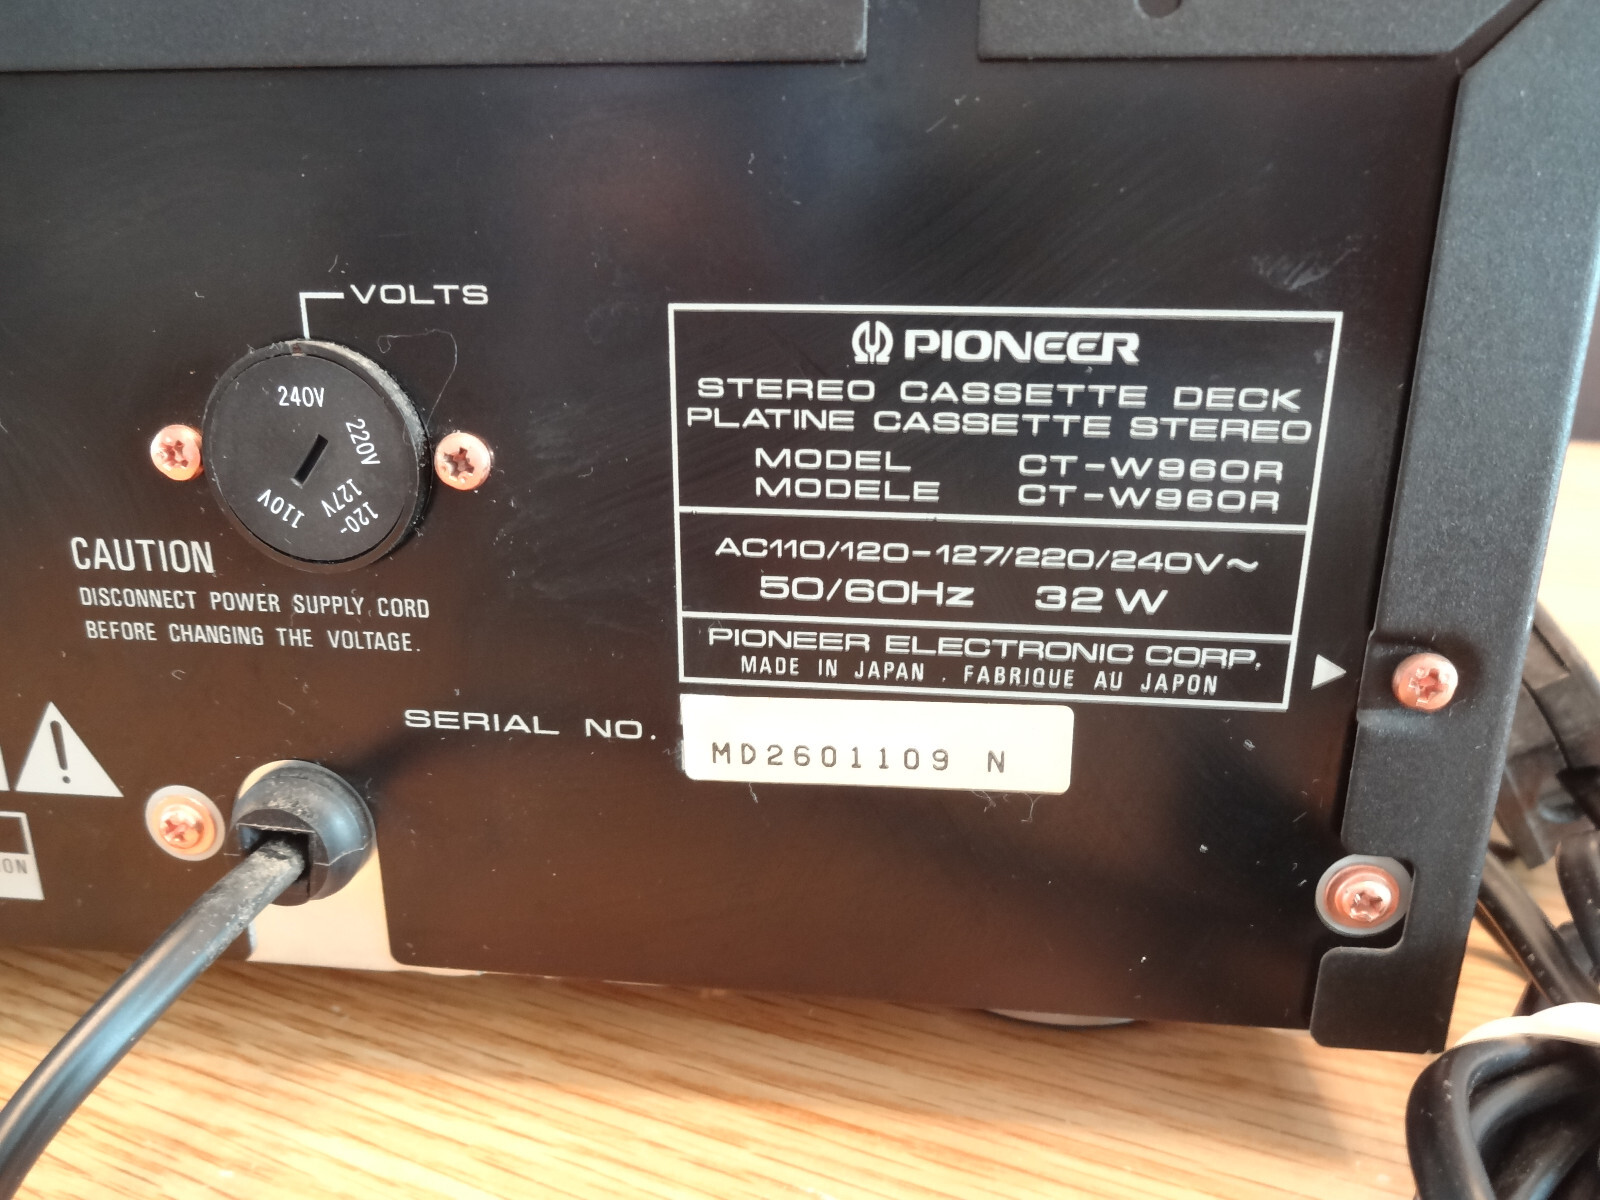 VOLTS
240V
220V
120-
127V
110V
CAUTION
DISCONNECT POWER SUPPLY CORD
BEFORE CHANGING THE VOLTAGE.
PIONEER
STEREO CASSETTE DECK
PLATINE CASSETTE STEREO
MODEL CT-W960R
MODELE CT-W960R
AC110/120-127/220/240V~
50/60Hz 32 W
PIONEER ELECTRONIC CORP.
MADE IN JAPAN . FABRIQUE AU JAPON
SERIAL NO.
MD2601109 N
!